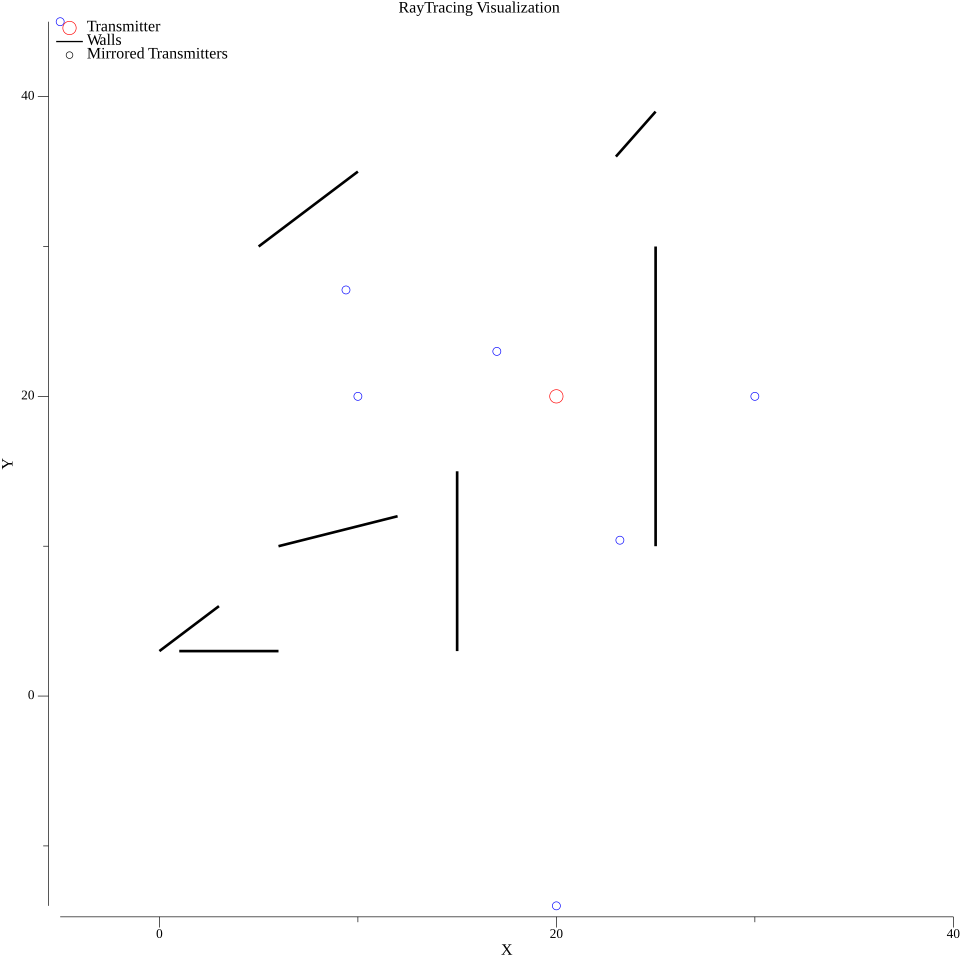 RayTracing Visualization
Transmitter
Walls
Mirrored Transmitters
40
20
0
Y
0
20
40
X